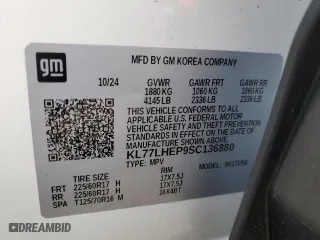 gm
MFD BY GM KOREA COMPANY
10/24 GVWR GAWR FRT GAWR RR
1880 KG 1060 KG 1060 KG
4145 LB 2336 LB 2336 LB
THIS VEHICLE CONFORMS TO ALL APPLICABLE
U.S. FEDERAL MOTOR VEHICLE SAFETY
STANDARDS IN EFFECT ON THE DATE OF
MANUFACTURE SHOWN ABOVE.
KL77LHEP9SC136880
TYPE: MPV
TIRE SIZE RIM
FRT 225/60R17 H 17X7.5J
RR 225/60R17 H 17X7.5J
SPA T125/70R16 M 16X4BT
© DREAMBID AUTO
DREAMBID.COM